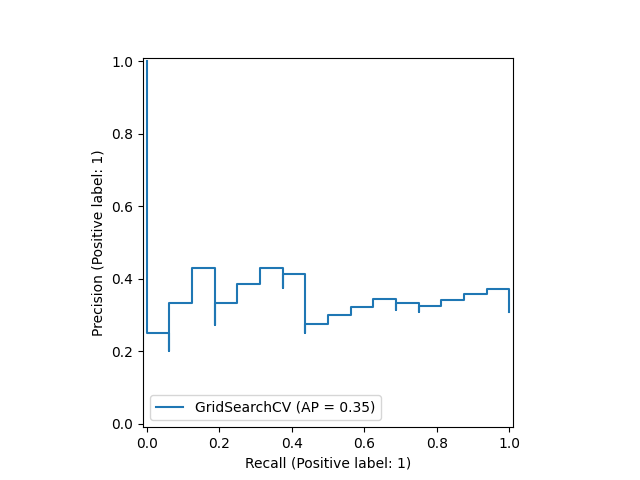 1.0
0.8
0.6
0.4
0.2
0.0
Precision (Positive label: 1)
GridSearchCV (AP = 0.35)
0.0 0.2 0.4 0.6 0.8 1.0
Recall (Positive label: 1)